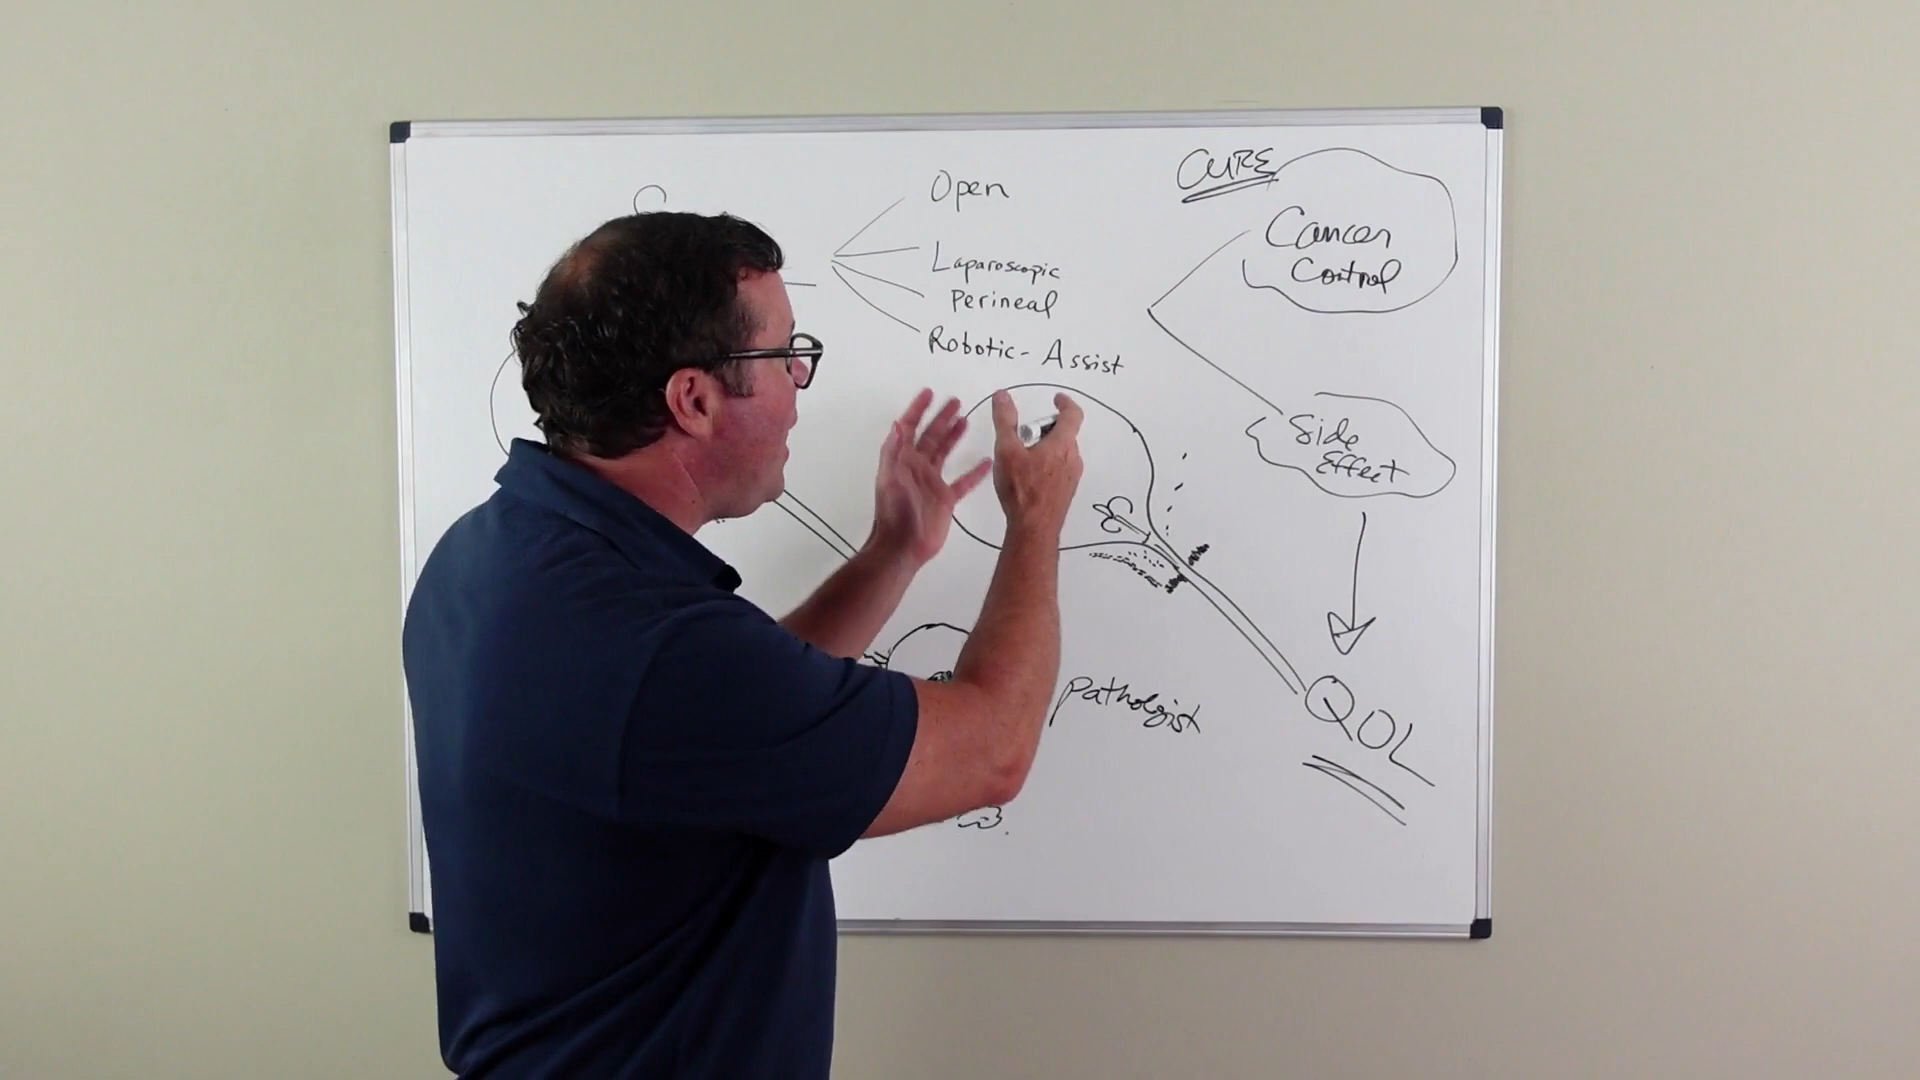 Open
Laparoscopic
Perineal
Robotic-Assist
CURE
Cancer
Control
Side
Effect
Pathologist
QOL